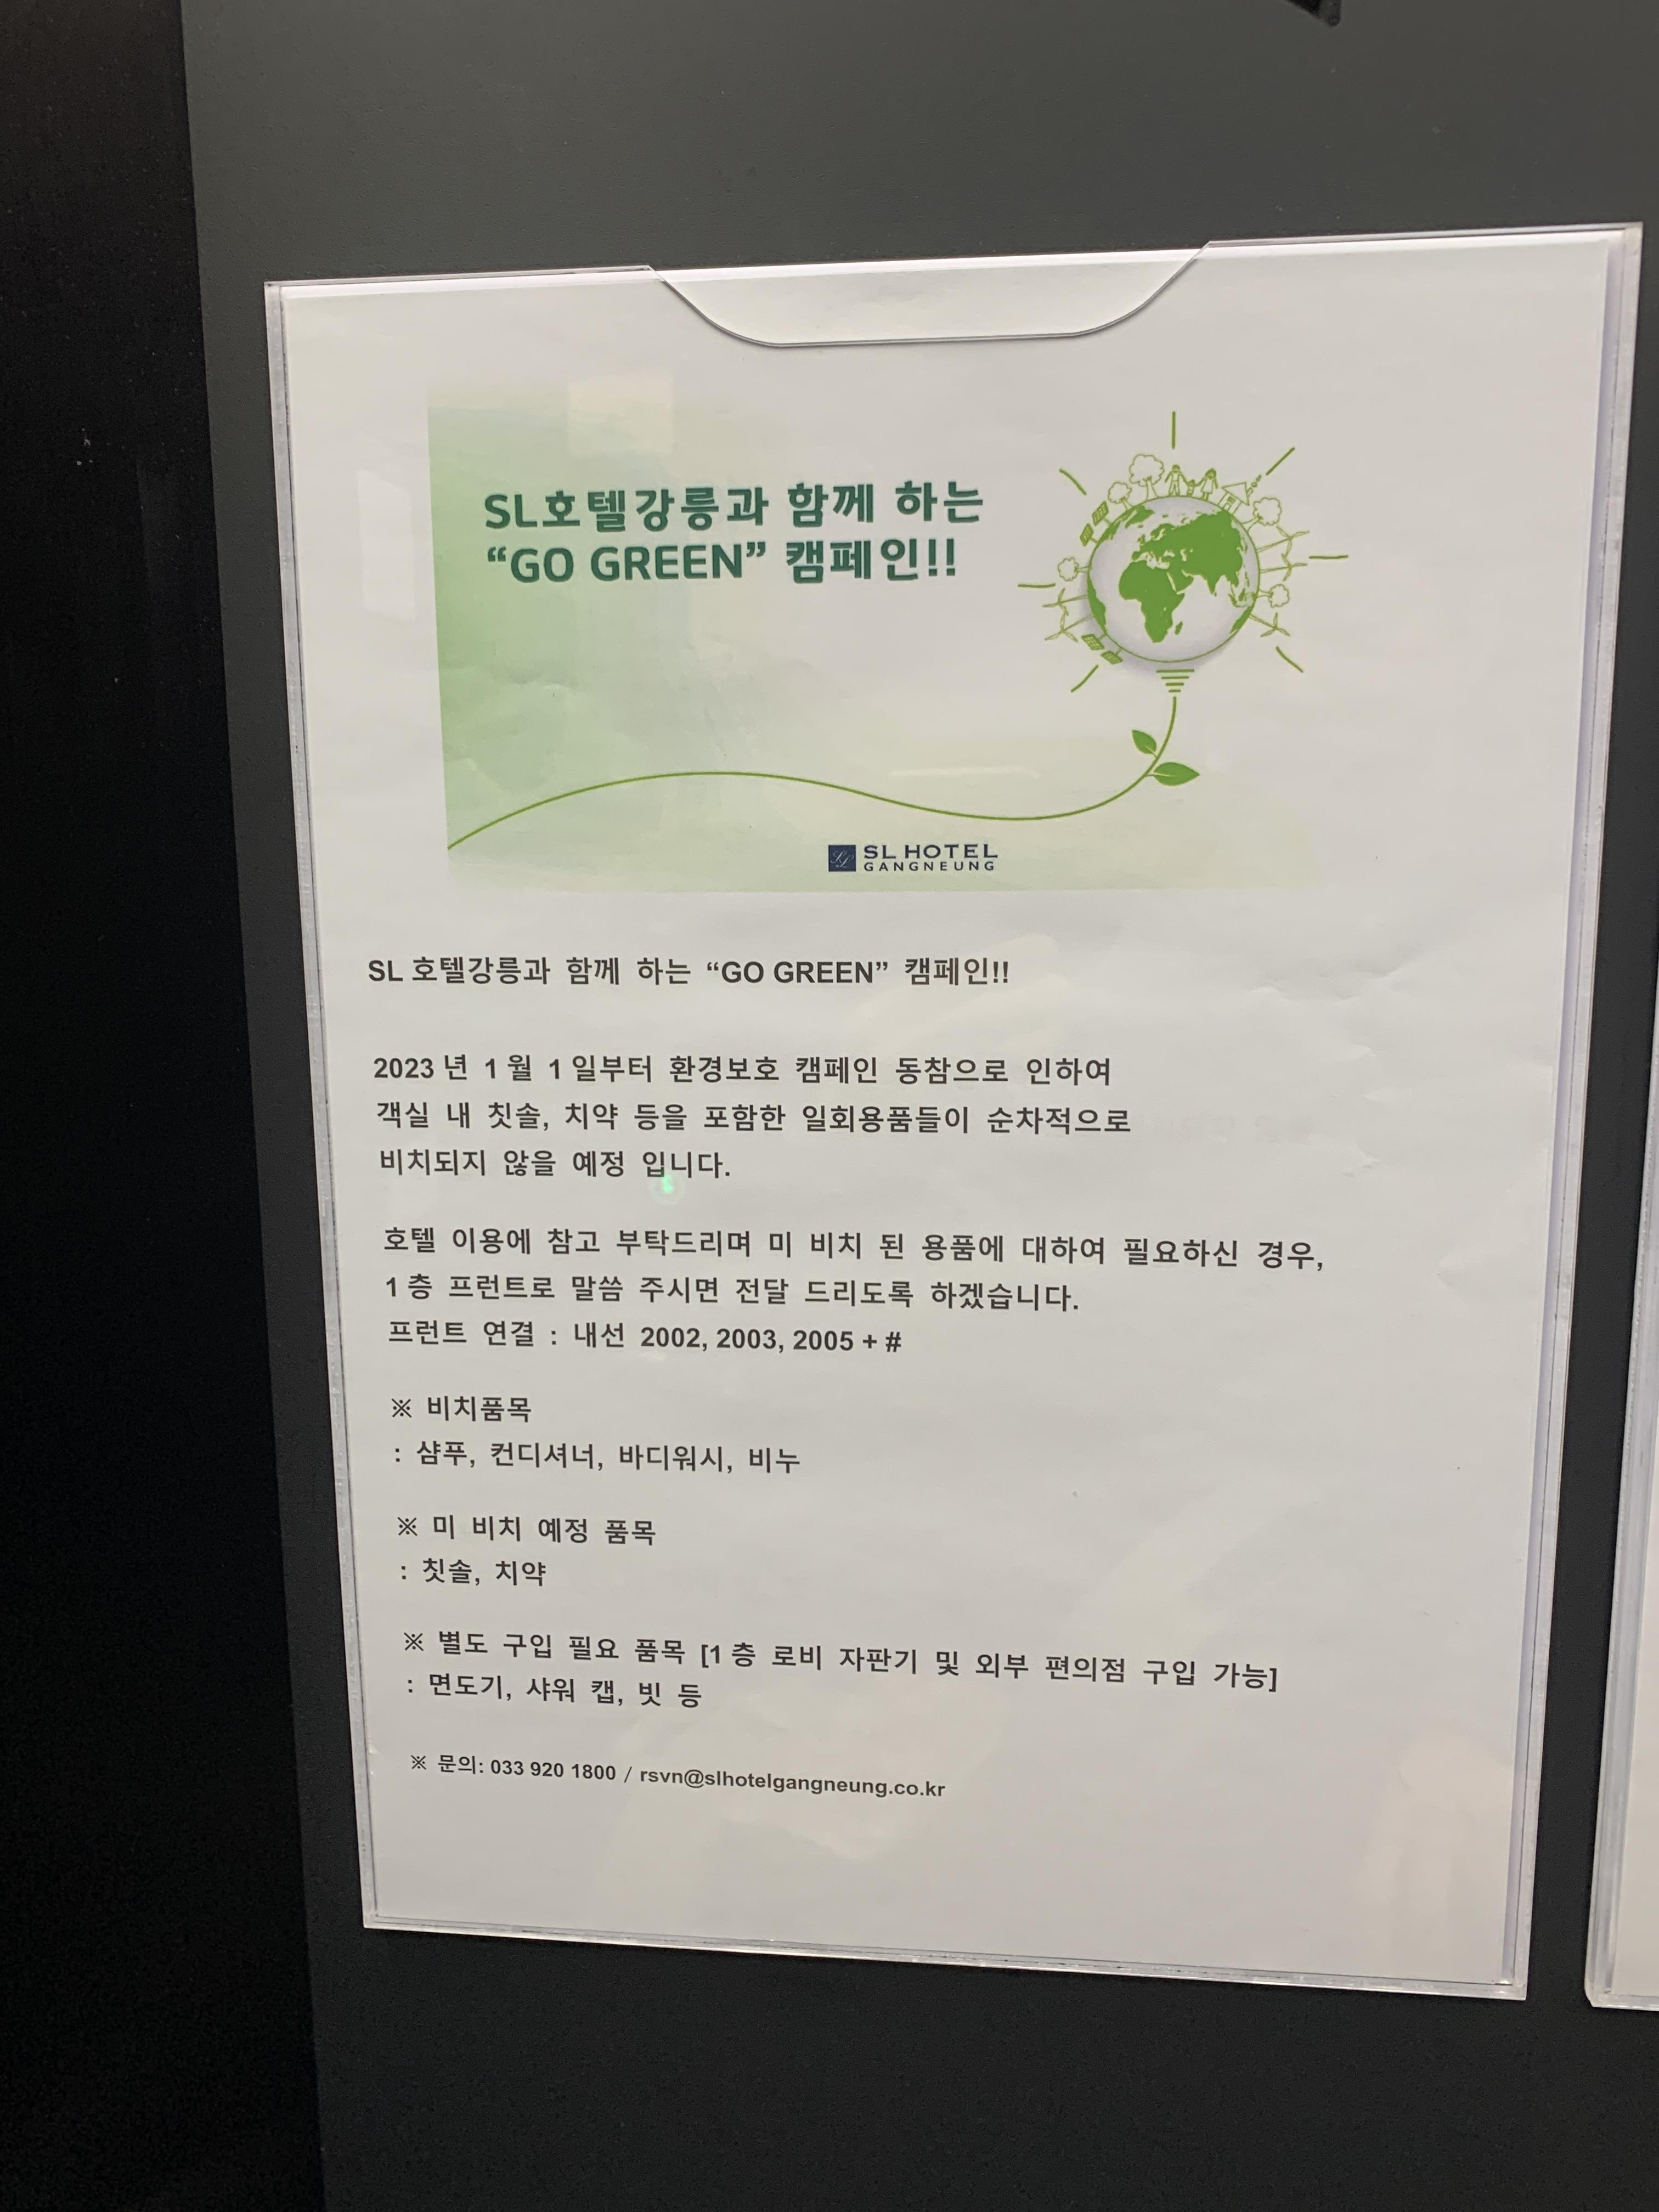 SL호텔강릉과 함께 하는
“GO GREEN” 캠페인!!
SL HOTEL
GANGNEUNG
SL 호텔강릉과 함께 하는 “GO GREEN” 캠페인!!
2023 년 1 월 1 일부터 환경보호 캠페인 동참으로 인하여
객실 내 칫솔, 치약 등을 포함한 일회용품들이 순차적으로
비치되지 않을 예정 입니다.
호텔 이용에 참고 부탁드리며 미 비치 된 용품에 대하여 필요하신 경우,
1 층 프런트로 말씀 주시면 전달 드리도록 하겠습니다.
프런트 연결 : 내선 2002, 2003, 2005 + #
※ 비치품목
: 샴푸, 컨디셔너, 바디워시, 비누
※ 미 비치 예정 품목
: 칫솔, 치약
※ 별도 구입 필요 품목 [1 층 로비 자판기 및 외부 편의점 구입 가능]
: 면도기, 샤워 캡, 빗 등
※ 문의: 033 920 1800 / rsvn@slhotelgangneung.co.kr